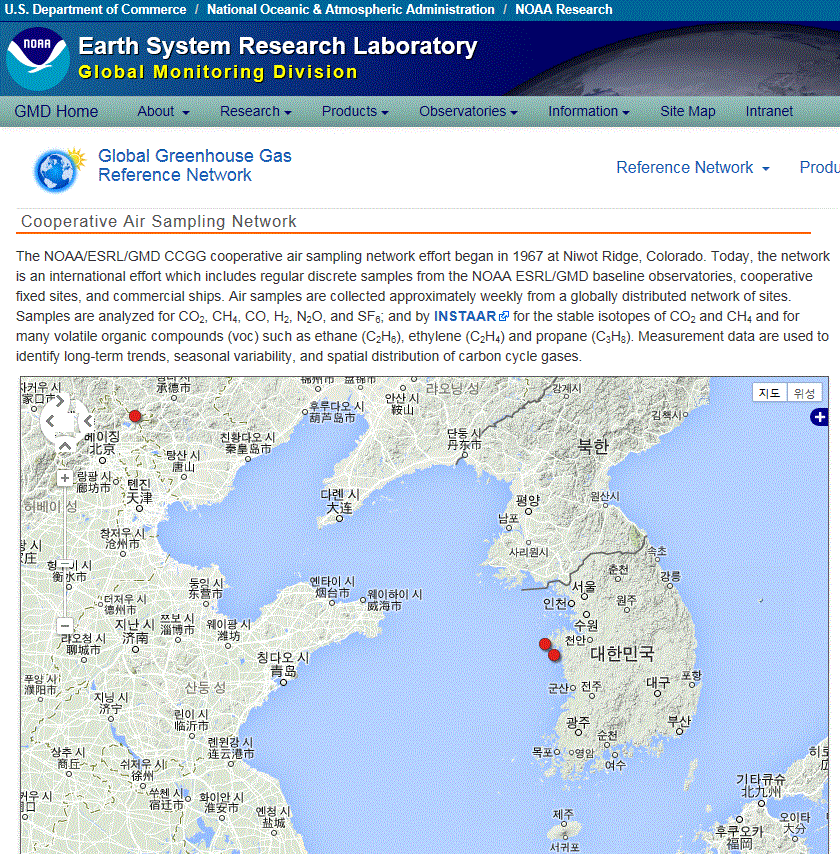 U.S. Department of Commerce / National Oceanic & Atmospheric Administration / NOAA Research
NOAA
Earth System Research Laboratory
Global Monitoring Division
GMD Home About Research Products Observatories Information Site Map Intranet
Global Greenhouse Gas
Reference Network
Reference Network Produ
Cooperative Air Sampling Network
The NOAA/ESRL/GMD CCGG cooperative air sampling network effort began in 1967 at Niwot Ridge, Colorado. Today, the network
is an international effort which includes regular discrete samples from the NOAA ESRL/GMD baseline observatories, cooperative
fixed sites, and commercial ships. Air samples are collected approximately weekly from a globally distributed network of sites.
Samples are analyzed for CO₂, CH₄, CO, H₂, N₂O, and SF₆; and by INSTAAR for the stable isotopes of CO₂ and CH₄ and for
many volatile organic compounds (voc) such as ethane (C₂H₆), ethylene (C₂H₄) and propane (C₃H₈). Measurement data are used to
identify long-term trends, seasonal variability, and spatial distribution of carbon cycle gases.
지도 위성
승덕 시
承德市
안산 시
鞍山市
랴오닝 성
강계시
김책시
후루다오 시
葫芦岛市
단둥 시
丹东市
북한
베이징
北京
친황다오 시
秦皇岛市
탕산 시
唐山市
랑팡 시
廊坊市
톈진
天津
다롄 시
大连
평양
원산시
남포
사리원시
허베이 성
창저우 시
沧州市
衡水市
속초
춘천
강릉
서울
인천
원주
수원
둥잉 시
东营市
옌타이 시
烟台市
웨이하이 시
威海市
더저우 시
德州市
쯔보 시
淄博市
지난 시
济南
웨이팡 시
潍坊
랴오청 시
聊城市
천안
대한민국
칭다오 시
青岛
산둥 성
군산
전주
대구
포항
푸양 시
濮阳市
지닝 시
济宁
린이 시
临沂市
광주
순천
부산
목포
영암
여수
롄윈강 시
连云港市
상추 시
商丘
쉬저우 시
徐州
쑤첸 시
宿迁市
화이안 시
淮安市
옌청 시
盐城
제주
서귀포
기타큐슈
北九州
후쿠오카
福岡
오이타
大分